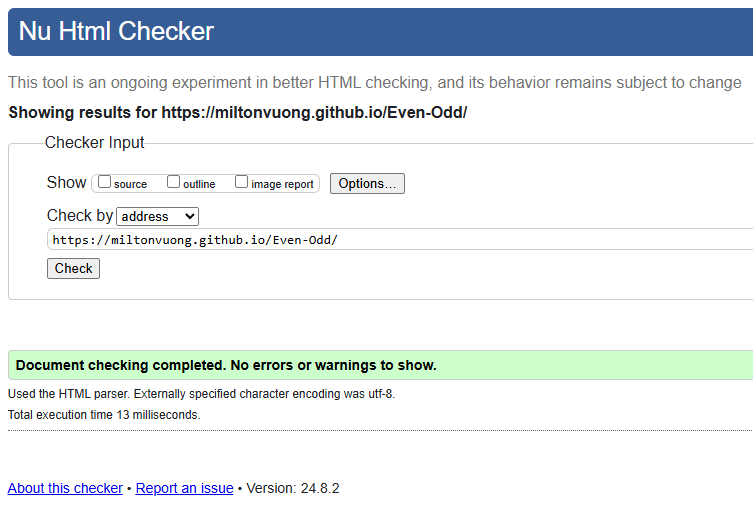 Nu Html Checker
This tool is an ongoing experiment in better HTML checking, and its behavior remains subject to change
Showing results for https://miltonvuong.github.io/Even-Odd/
Checker Input
Show source outline image report Options...
Check by address
https://miltonvuong.github.io/Even-Odd/
Check
Document checking completed. No errors or warnings to show.
Used the HTML parser. Externally specified character encoding was utf-8.
Total execution time 13 milliseconds.
About this checker • Report an issue • Version: 24.8.2